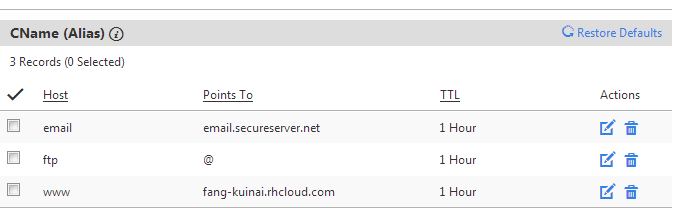 CName (Alias) Restore Defaults
3 Records (0 Selected)
Host Points To TTL Actions
email email.secureserver.net 1 Hour
ftp @ 1 Hour
www fang-kuinai.rhcloud.com 1 Hour